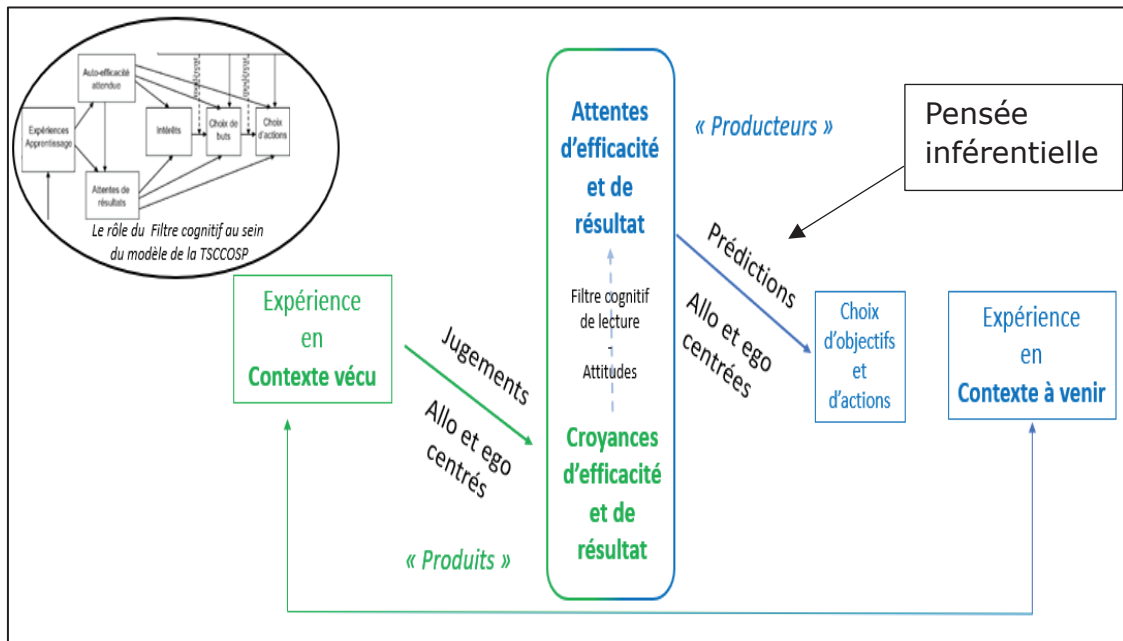 Auto-efficacité
attendue
Expériences
Apprentissage
Intérêts
Choix de
buts
Choix
d'actions
Attentes de
résultats
Le rôle du Filtre cognitif au sein
du modèle de la TSCCOSP
Expérience
en
Contexte vécu
Jugements
Allo et ego
centrés
« Produits »
Attentes
d'efficacité
et de
résultat
Filtre cognitif
de lecture
-
Attitudes
Croyances
d'efficacité
et de
résultat
« Producteurs »
Prédictions
Allo et ego
centrées
Pensée
inférentielle
Choix
d'objectifs
et
d'actions
Expérience
en
Contexte à venir